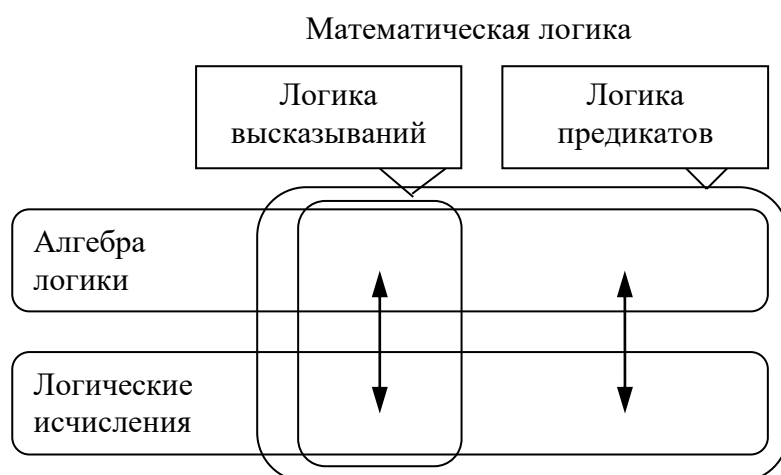 Математическая логика
Логика
высказываний
Логика
предикатов
Алгебра
логики
Логические
исчисления